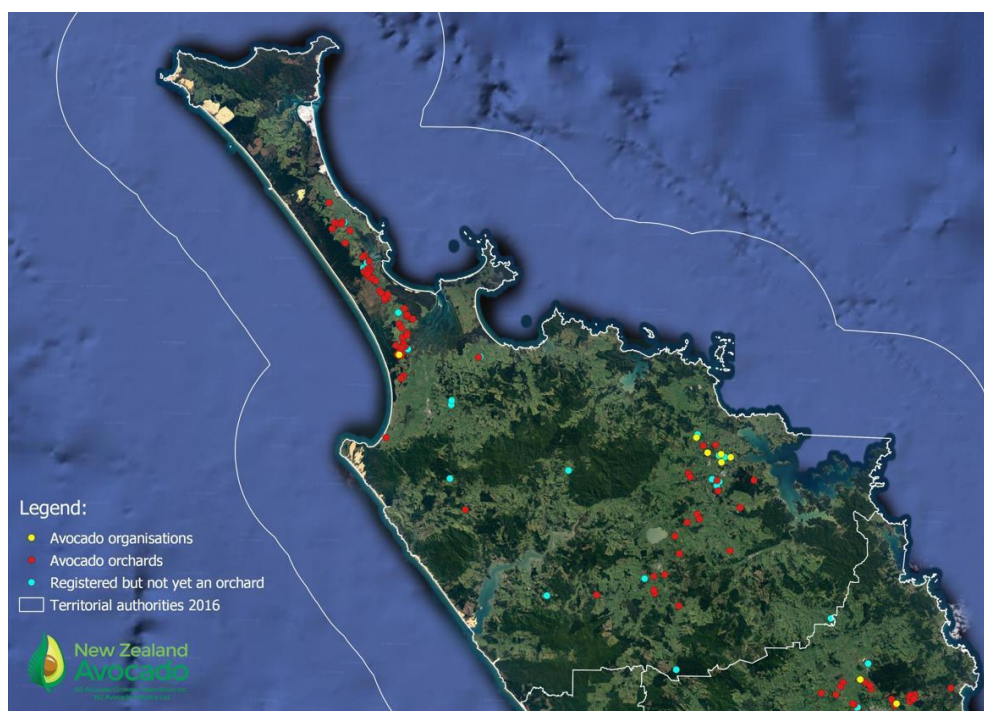 Legend:
Avocado organisations
Avocado orchards
Registered but not yet an orchard
Territorial authorities 2016
New Zealand
Avocado